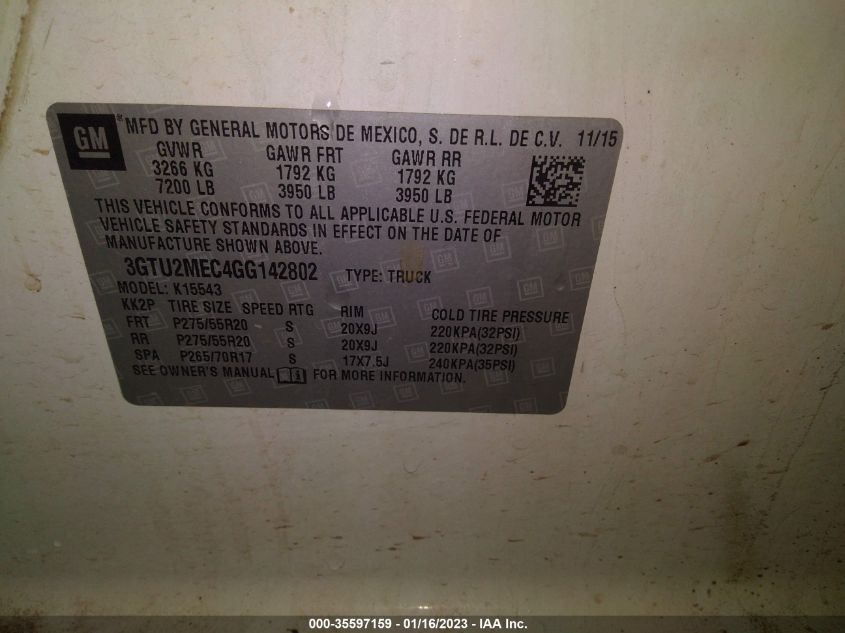 GM ® MFD BY GENERAL MOTORS DE MEXICO, S. DE R.L. DE C.V. 11/15
GVWR GAWR FRT GAWR RR
3266 KG 1792 KG 1792 KG
7200 LB 3950 LB 3950 LB
THIS VEHICLE CONFORMS TO ALL APPLICABLE U.S. FEDERAL MOTOR
VEHICLE SAFETY STANDARDS IN EFFECT ON THE DATE OF
MANUFACTURE SHOWN ABOVE.
3GTU2MEC4GG142802 TYPE: TRUCK
MODEL: K15543
KK2P TIRE SIZE SPEED RTG RIM COLD TIRE PRESSURE
FRT P275/55R20 S 20X9J 220KPA(32PSI)
RR P275/55R20 S 20X9J 220KPA(32PSI)
SPA P265/70R17 S 17X7.5J 240KPA(35PSI)
SEE OWNER'S MANUAL FOR MORE INFORMATION.
000-35597159 - 01/16/2023 - IAA Inc.